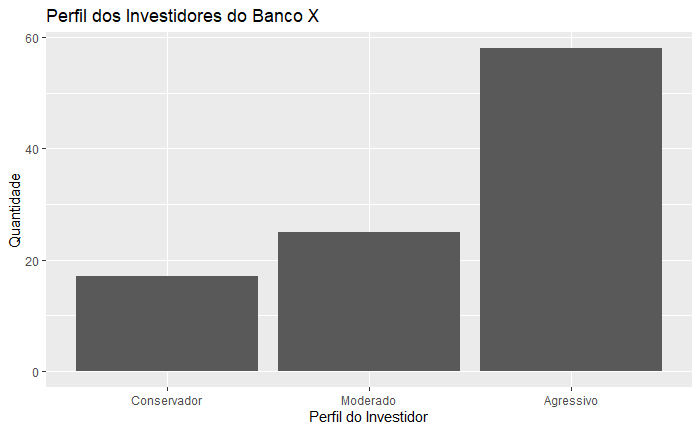 Perfil dos Investidores do Banco X
60
40
20
0
Quantidade
Conservador Moderado Agressivo
Perfil do Investidor